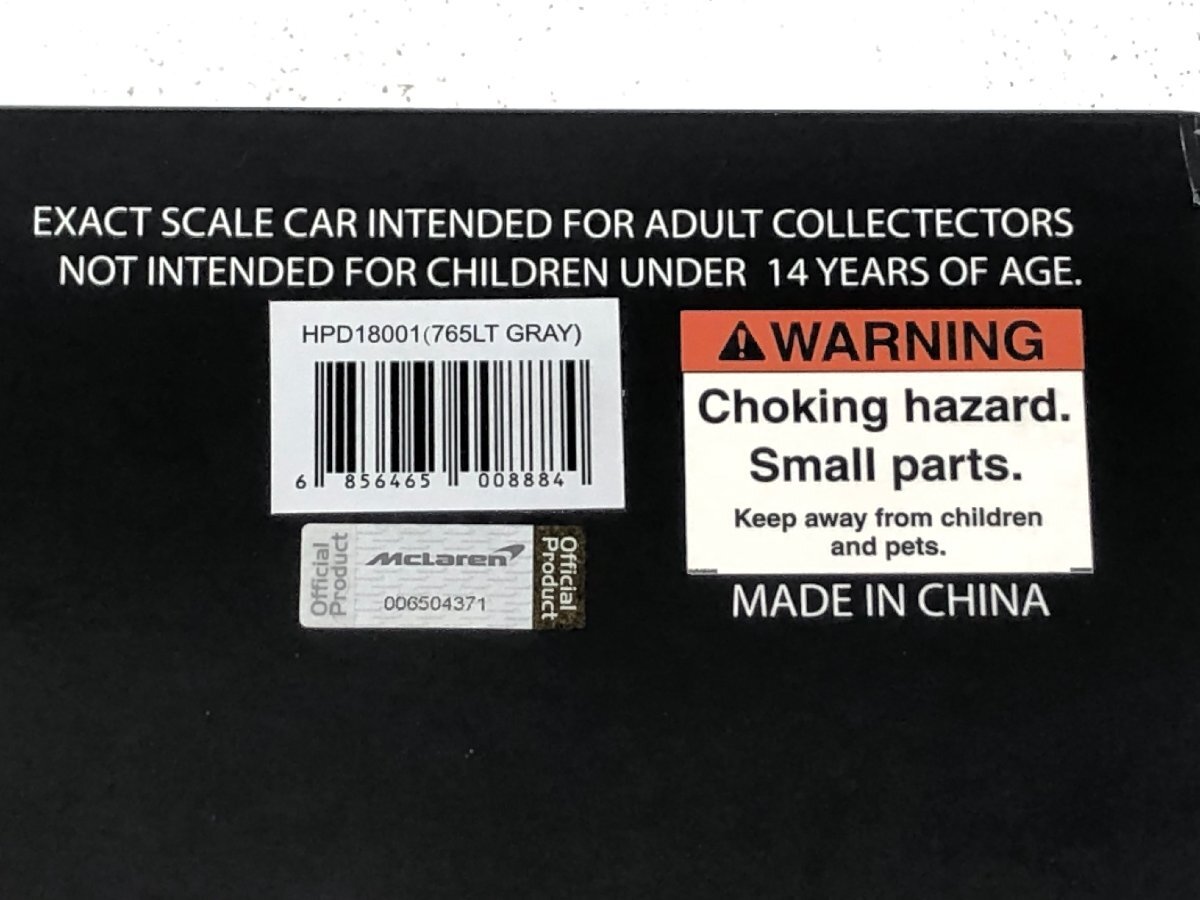 EXACT SCALE CAR INTENDED FOR ADULT COLLECTECTORS
NOT INTENDED FOR CHILDREN UNDER 14 YEARS OF AGE.
HPD18001(765LT GRAY)
6 856465 008884
Official
Product
McLaren
006504371
Official
Product
WARNING
Choking hazard.
Small parts.
Keep away from children
and pets.
MADE IN CHINA